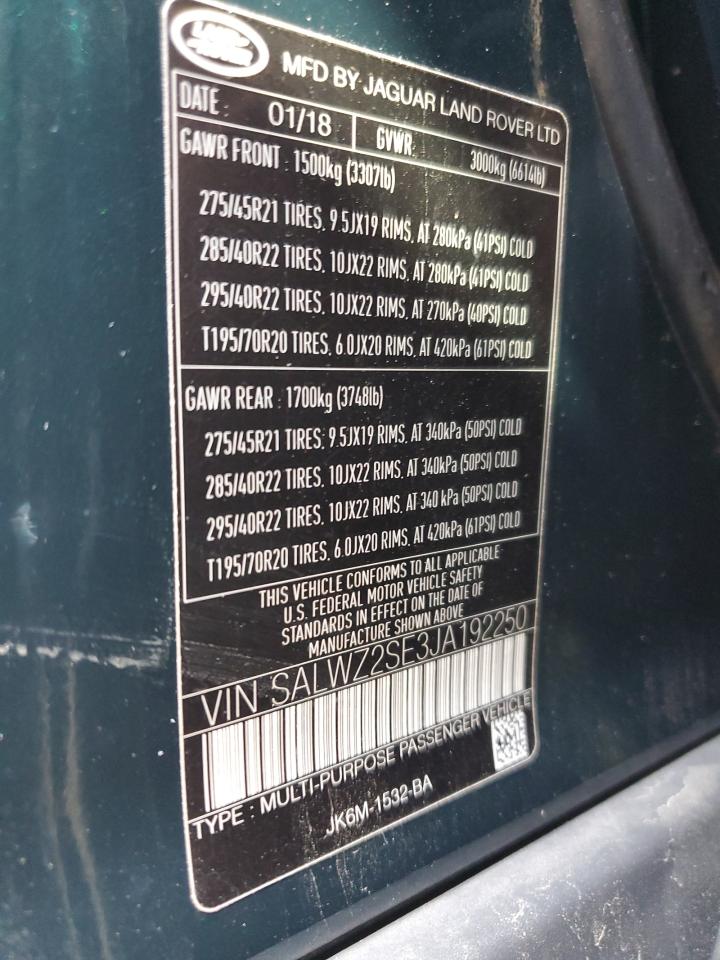 LAND ROVER
MFD BY JAGUAR LAND ROVER LTD
DATE: 01/18 GVWR: 3000kg (6614lb)
GAWR FRONT : 1500kg (3307lb)
275/45R21 TIRES, 9.5JX19 RIMS, AT 280kPa (41PSI) COLD
285/40R22 TIRES, 10JX22 RIMS, AT 280kPa (41PSI) COLD
295/40R22 TIRES, 10JX22 RIMS, AT 270kPa (40PSI) COLD
T195/70R20 TIRES, 6.0JX20 RIMS, AT 420kPa (61PSI) COLD
GAWR REAR : 1700kg (3748lb)
275/45R21 TIRES, 9.5JX19 RIMS, AT 340kPa (50PSI) COLD
285/40R22 TIRES, 10JX22 RIMS, AT 340kPa (50PSI) COLD
295/40R22 TIRES, 10JX22 RIMS, AT 340 kPa (50PSI) COLD
T195/70R20 TIRES, 6.0JX20 RIMS, AT 420kPa (61PSI) COLD
THIS VEHICLE CONFORMS TO ALL APPLICABLE
U.S. FEDERAL MOTOR VEHICLE SAFETY
STANDARDS IN EFFECT ON THE DATE OF
MANUFACTURE SHOWN ABOVE
VIN SALWZ2SE3JA192250
TYPE : MULTI-PURPOSE PASSENGER VEHICLE
JK6M-1532-BA